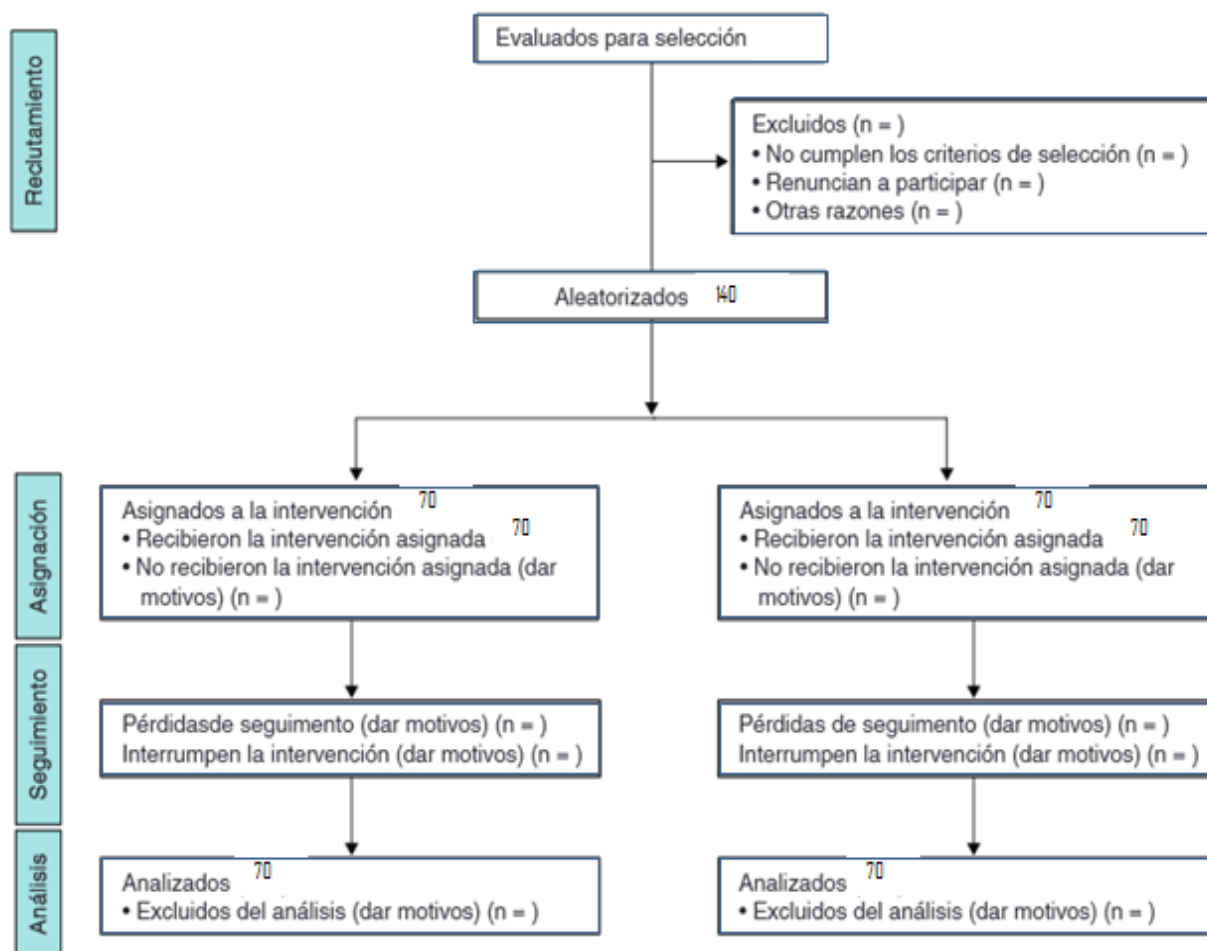 Reclutamiento
Evaluados para selección
Excluidos (n = )
• No cumplen los criterios de selección (n = )
• Renuncian a participar (n = )
• Otras razones (n = )
Aleatorizados 140
Asignación
Asignados a la intervención 70
• Recibieron la intervención asignada 70
• No recibieron la intervención asignada (dar
motivos) (n = )
Asignados a la intervención 70
• Recibieron la intervención asignada 70
• No recibieron la intervención asignada (dar
motivos) (n = )
Seguimiento
Pérdidasde seguimento (dar motivos) (n = )
Interrumpen la intervención (dar motivos) (n = )
Pérdidas de seguimento (dar motivos) (n = )
Interrumpen la intervención (dar motivos) (n = )
Análisis
Analizados 70
• Excluidos del análisis (dar motivos) (n = )
Analizados 70
• Excluidos del análisis (dar motivos) (n = )